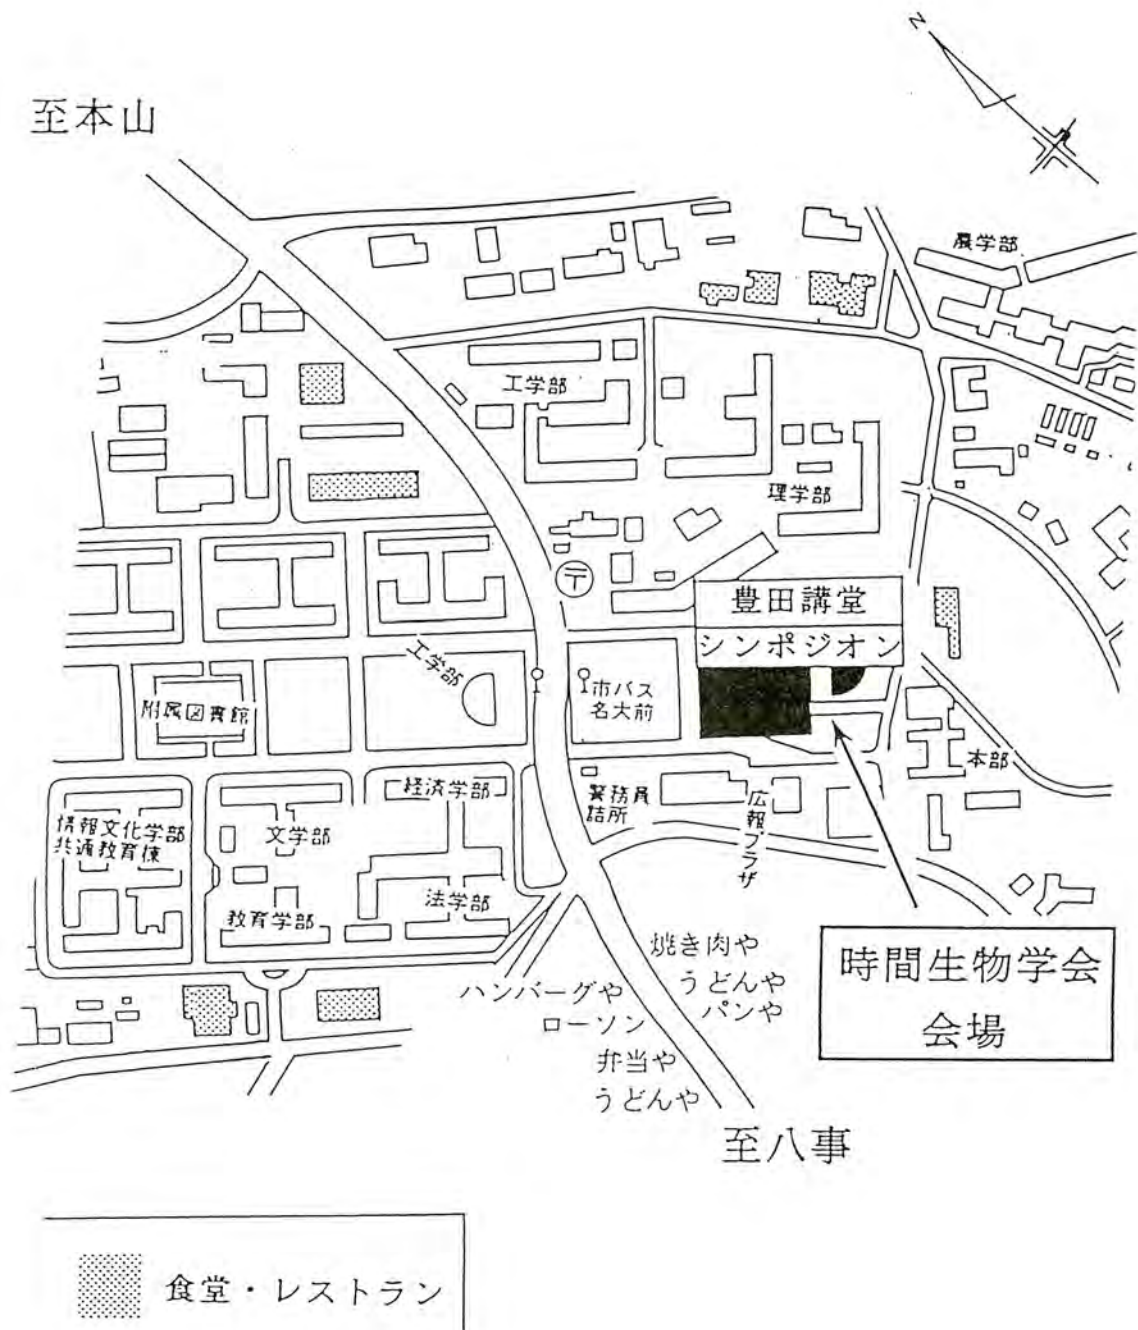 N
至本山
農学部
工学部
理学部
〒
豊田講堂
シンポジオン
工学部
市バス
名大前
附属図書館
本部
経済学部
警務員
詰所
広報プラザ
情報文化学部
共通教育棟
文学部
法学部
教育学部
焼き肉や
うどんや
パンや
ハンバーグや
ローソン
弁当や
うどんや
時間生物学会
会場
至八事
食堂・レストラン